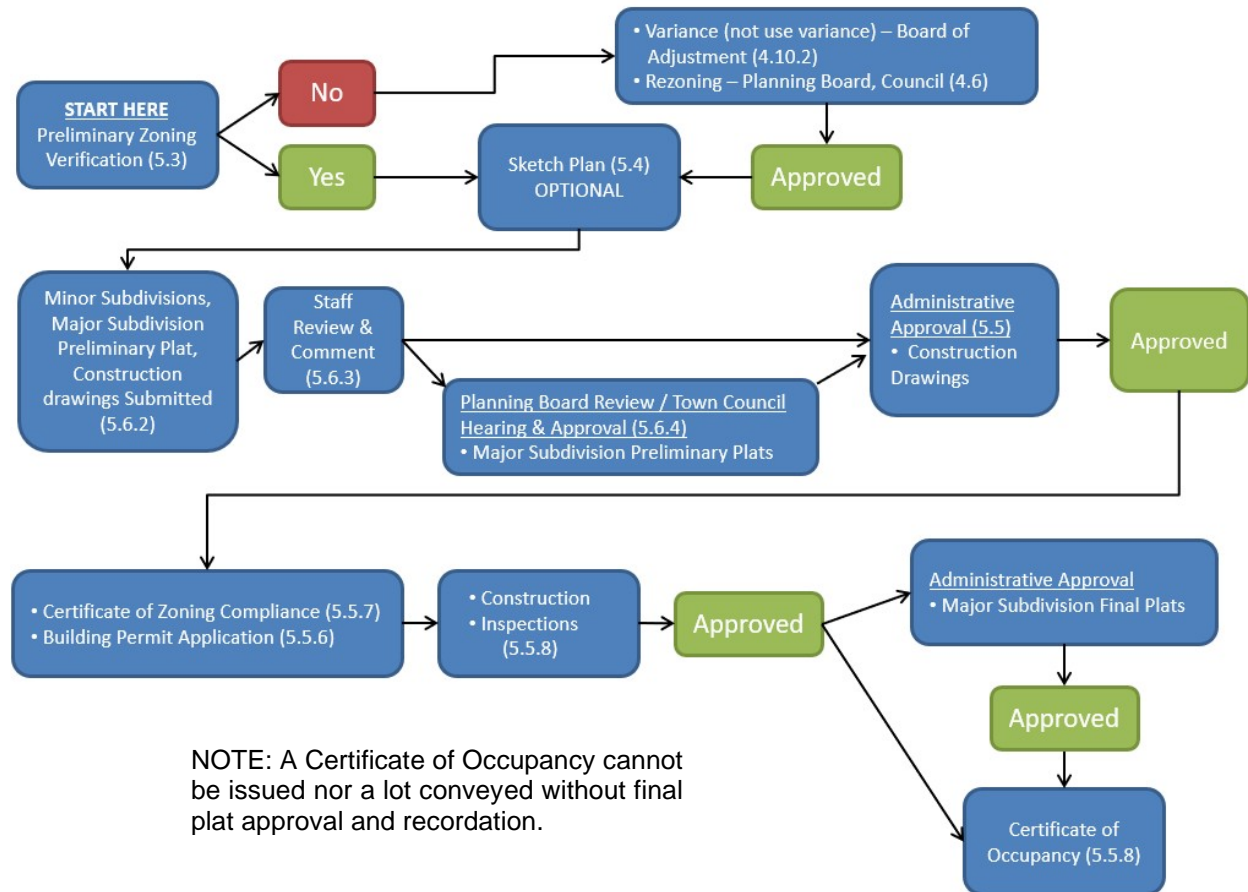 • Variance (not use variance) – Board of
Adjustment (4.10.2)
• Rezoning – Planning Board, Council (4.6)
No
START HERE
Preliminary Zoning
Verification (5.3)
Yes
Sketch Plan (5.4)
OPTIONAL
Approved
Minor Subdivisions,
Major Subdivision
Preliminary Plat,
Construction
drawings Submitted
(5.6.2)
Staff
Review &
Comment
(5.6.3)
Planning Board Review / Town Council
Hearing & Approval (5.6.4)
• Major Subdivision Preliminary Plats
Administrative
Approval (5.5)
• Construction
Drawings
Approved
• Certificate of Zoning Compliance (5.5.7)
• Building Permit Application (5.5.6)
• Construction
• Inspections
(5.5.8)
Approved
Administrative Approval
• Major Subdivision Final Plats
Approved
Certificate of
Occupancy (5.5.8)
NOTE: A Certificate of Occupancy cannot
be issued nor a lot conveyed without final
plat approval and recordation.